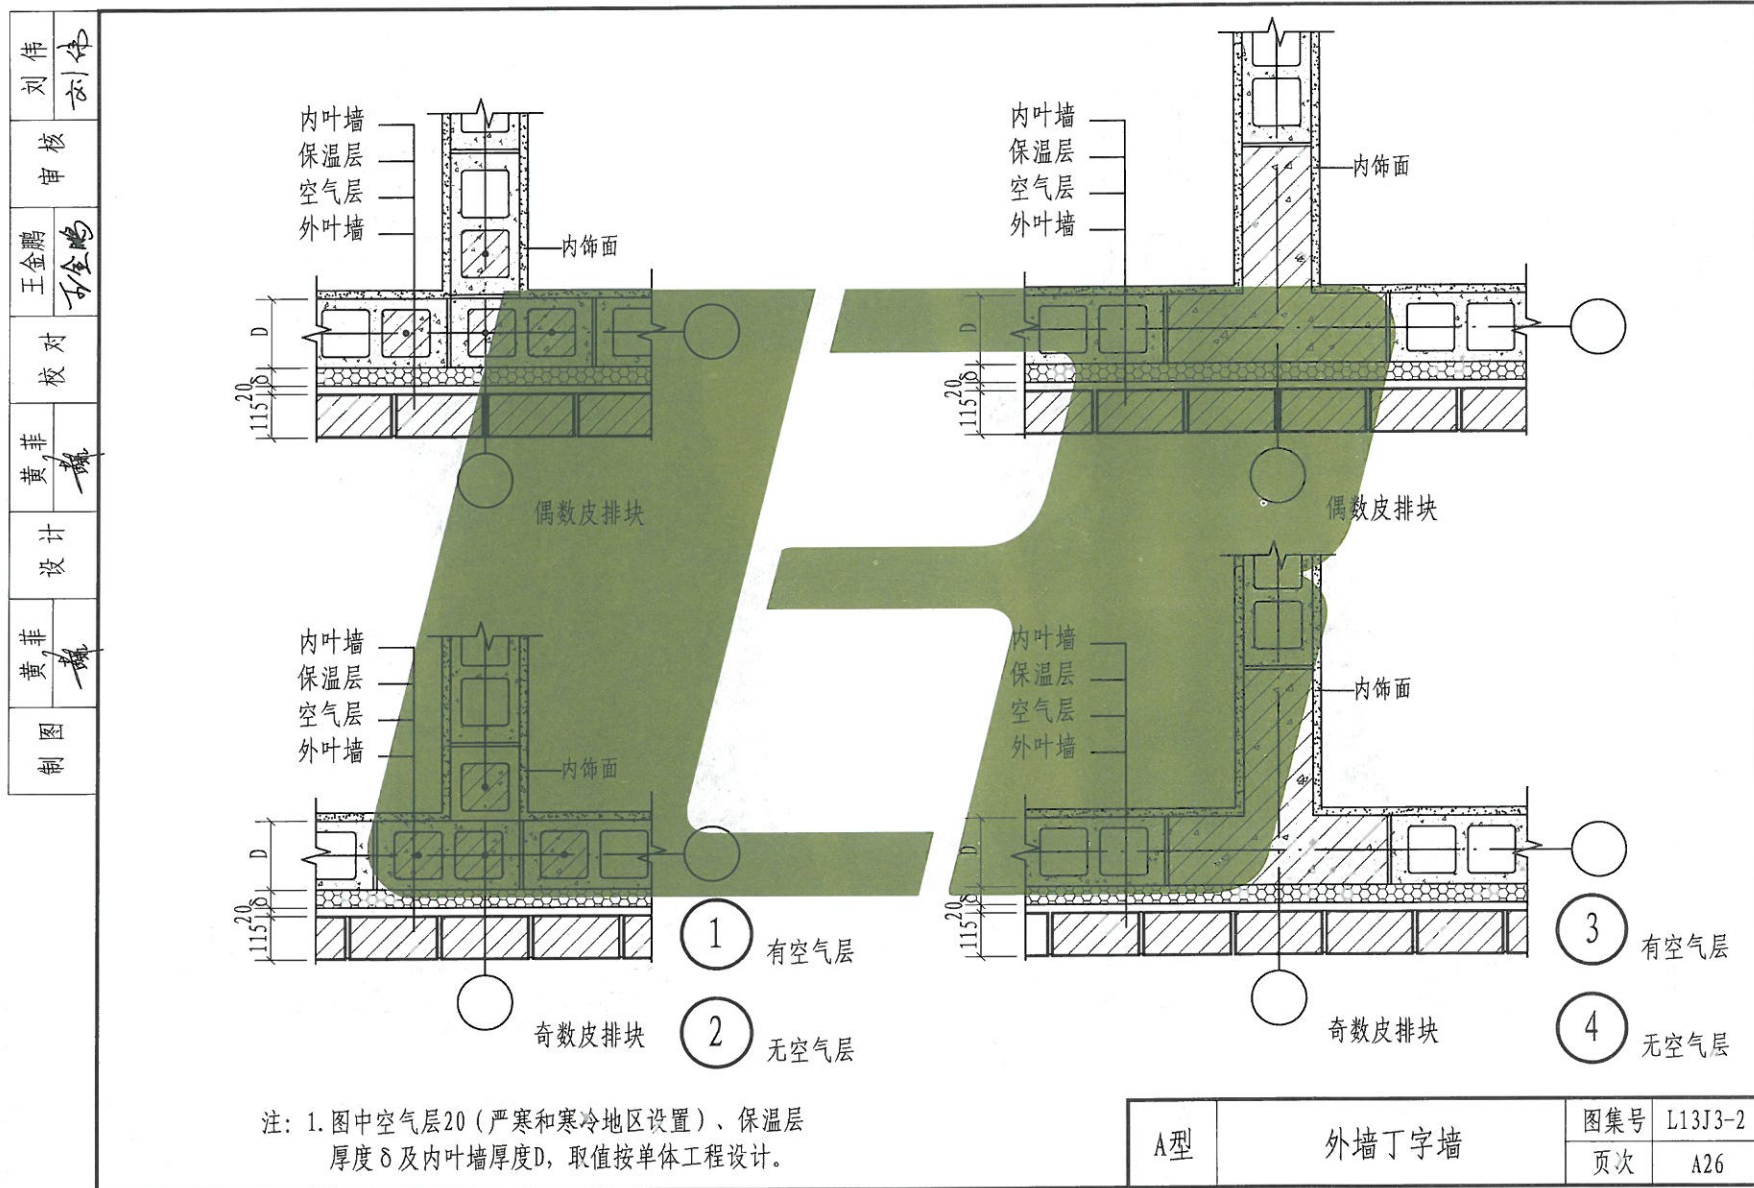 刘伟
审核
王金鹏
校对
黄菲
设计
黄菲
制图
内叶墙
保温层
空气层
外叶墙
内饰面
D
δ
20
115
偶数皮排块
内叶墙
保温层
空气层
外叶墙
内饰面
D
δ
20
115
偶数皮排块
内叶墙
保温层
空气层
外叶墙
内饰面
D
δ
20
115
奇数皮排块
1 有空气层
2 无空气层
内叶墙
保温层
空气层
外叶墙
内饰面
D
δ
20
115
奇数皮排块
3 有空气层
4 无空气层
注: 1.图中空气层20(严寒和寒冷地区设置)、保温层
厚度δ及内叶墙厚度D, 取值按单体工程设计。
A型
外墙丁字墙
图集号 L13J3-2
页次 A26